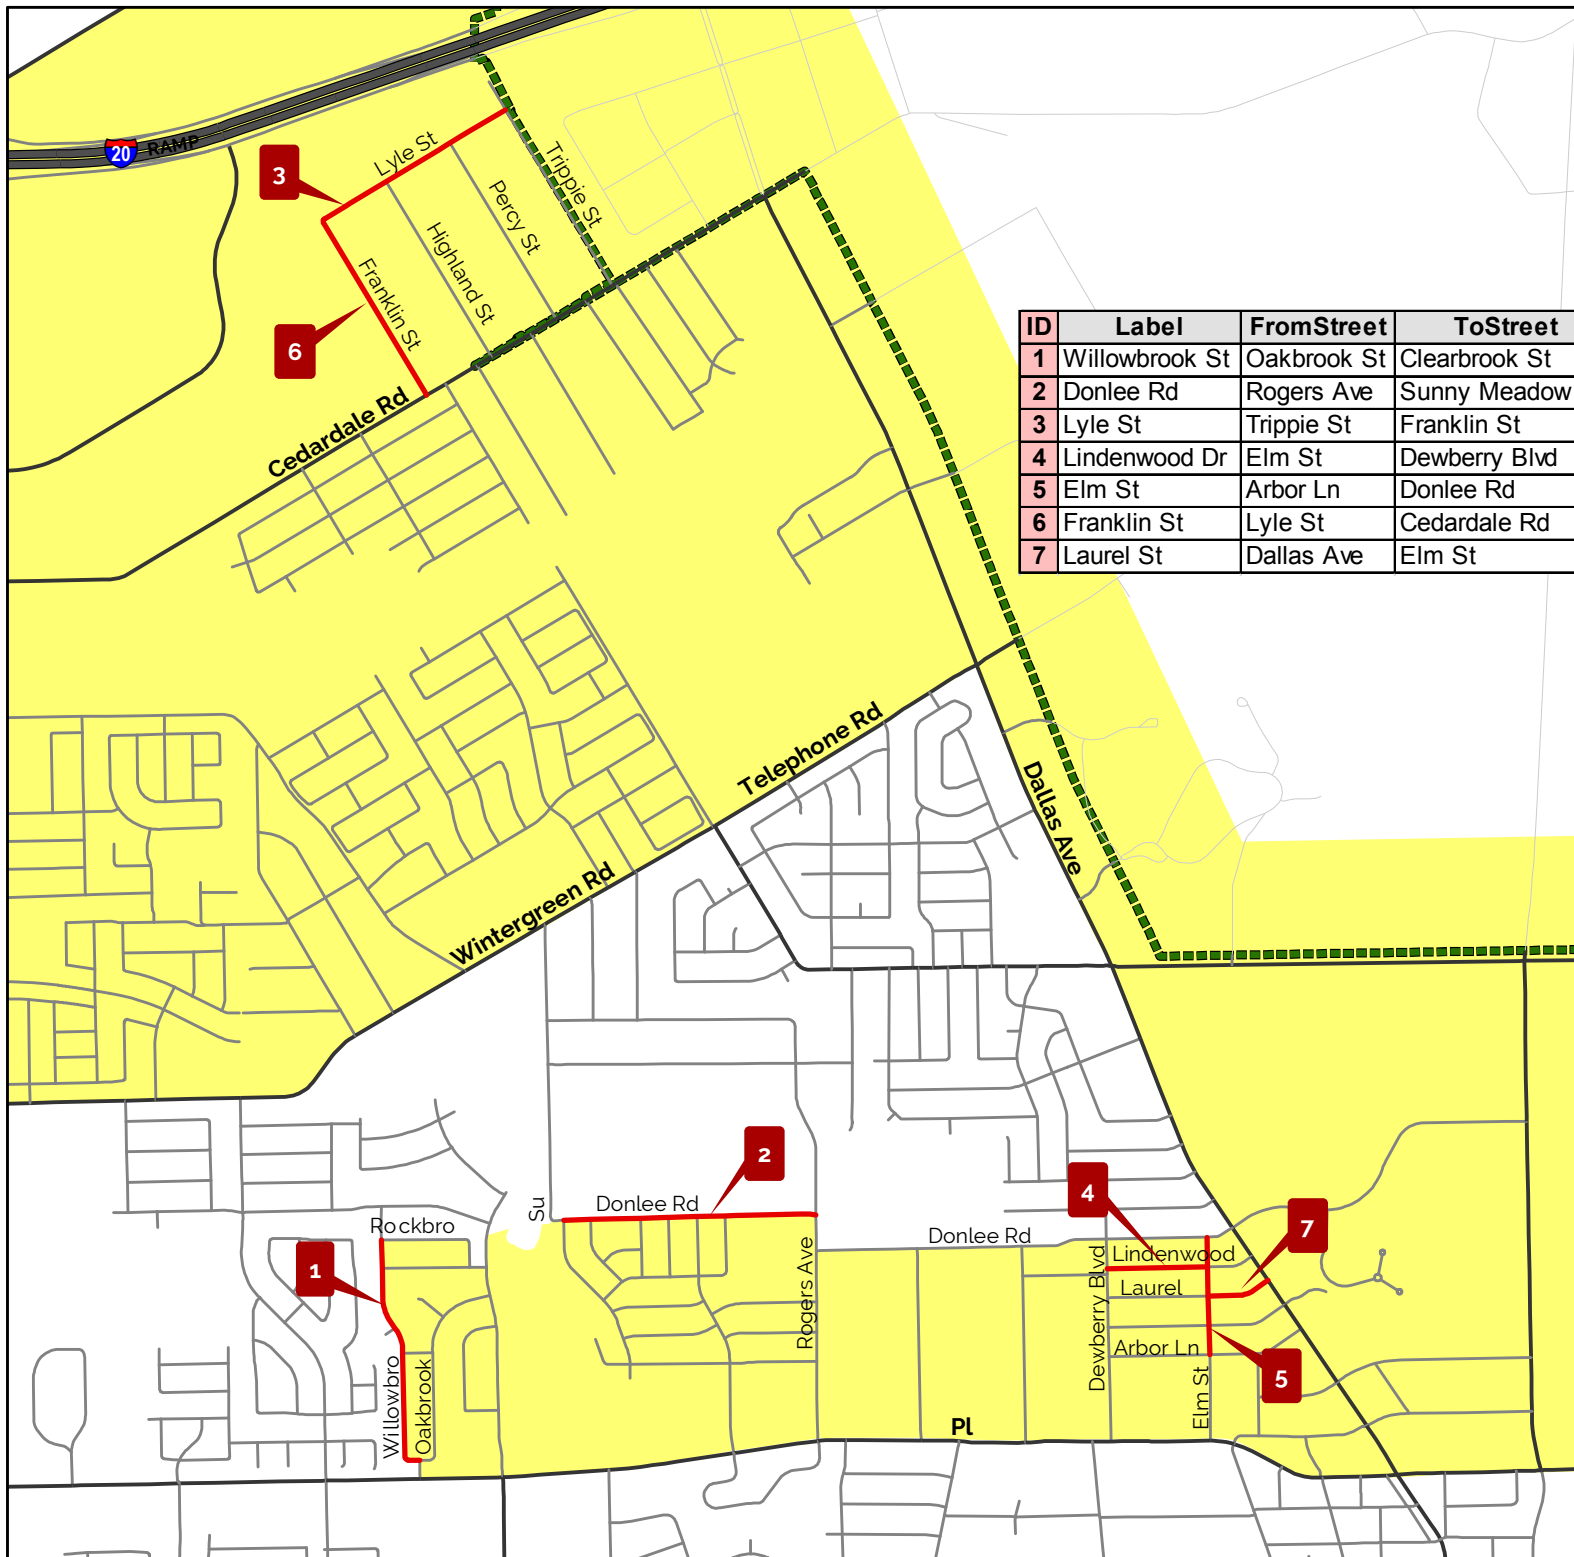 20
RAMP
Lyle St
3
Trippie St
Percy St
Highland St
Franklin St
6
Cedardale Rd
ID Label FromStreet ToStreet
1 Willowbrook St Oakbrook St Clearbrook St
2 Donlee Rd Rogers Ave Sunny Meadow
3 Lyle St Trippie St Franklin St
4 Lindenwood Dr Elm St Dewberry Blvd
5 Elm St Arbor Ln Donlee Rd
6 Franklin St Lyle St Cedardale Rd
7 Laurel St Dallas Ave Elm St
Telephone Rd
Dallas Ave
Wintergreen Rd
2
Su
Donlee Rd
4
Rockbro
Donlee Rd
7
Lindenwood
1
Laurel
Rogers Ave
Dewberry Blvd
Arbor Ln
5
Willowbro
Oakbrook
Elm St
Pl